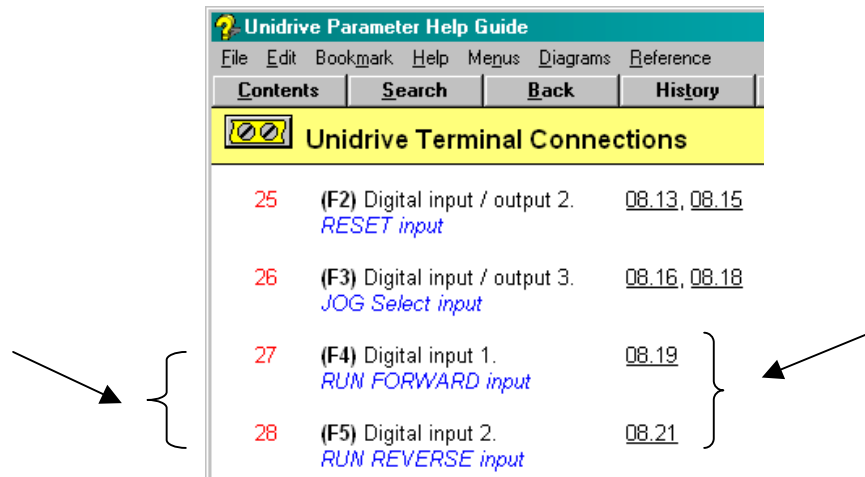 Unidrive Parameter Help Guide
File Edit Bookmark Help Menus Diagrams Reference
Contents Search Back History
Unidrive Terminal Connections
25 (F2) Digital input / output 2. 08.13, 08.15
RESET input
26 (F3) Digital input / output 3. 08.16, 08.18
JOG Select input
27 (F4) Digital input 1. 08.19
RUN FORWARD input
28 (F5) Digital input 2. 08.21
RUN REVERSE input